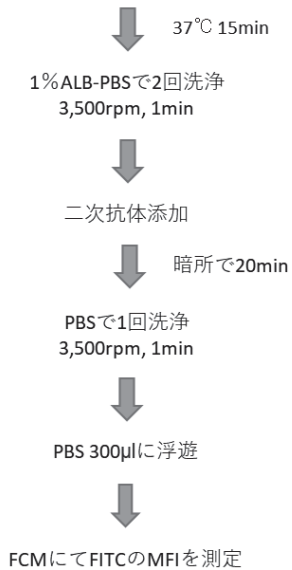 37℃ 15min
1％ALB-PBSで2回洗浄
3,500rpm, 1min
二次抗体添加
暗所で20min
PBSで1回洗浄
3,500rpm, 1min
PBS 300µlに浮遊
FCMにてFITCのMFIを測定